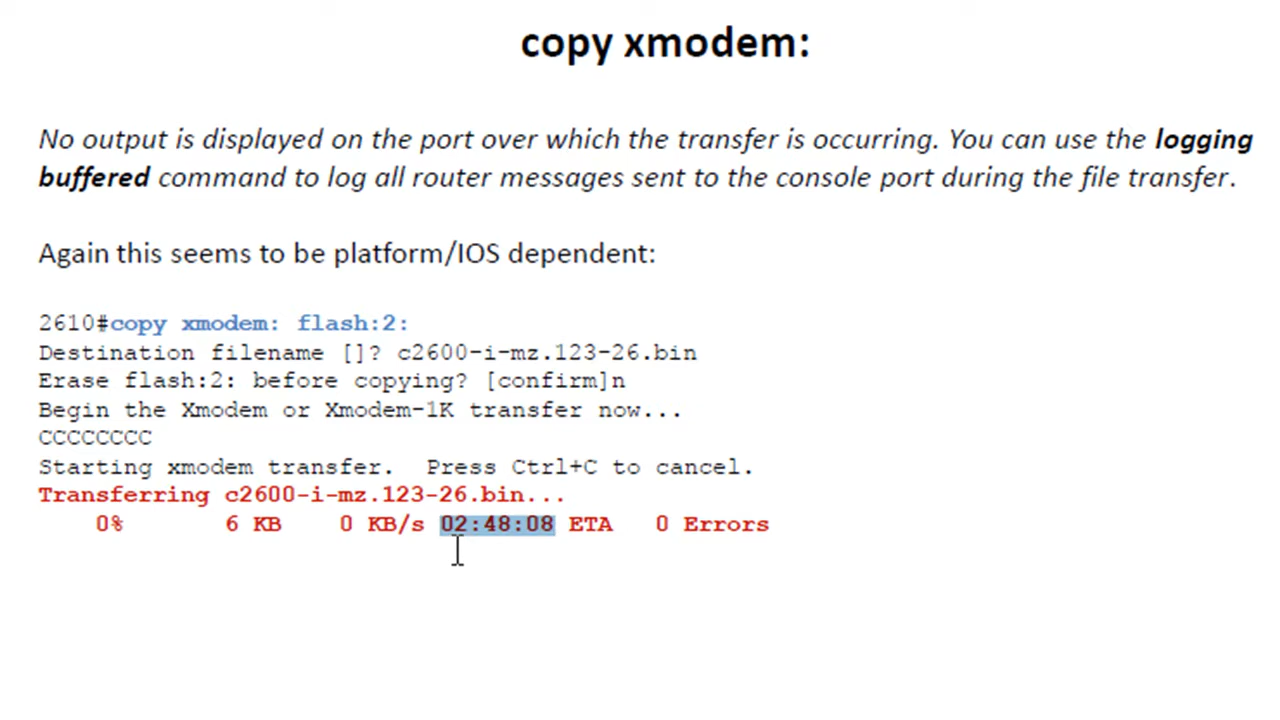 copy xmodem:
No output is displayed on the port over which the transfer is occurring. You can use the logging
buffered command to log all router messages sent to the console port during the file transfer.
Again this seems to be platform/IOS dependent:
2610#copy xmodem: flash:2:
Destination filename []? c2600-i-mz.123-26.bin
Erase flash:2: before copying? [confirm]n
Begin the Xmodem or Xmodem-1K transfer now...
CCCCCCCC
Starting xmodem transfer.  Press Ctrl+C to cancel.
Transferring c2600-i-mz.123-26.bin...
    0%       6 KB    0 KB/s 02:48:08 ETA   0 Errors